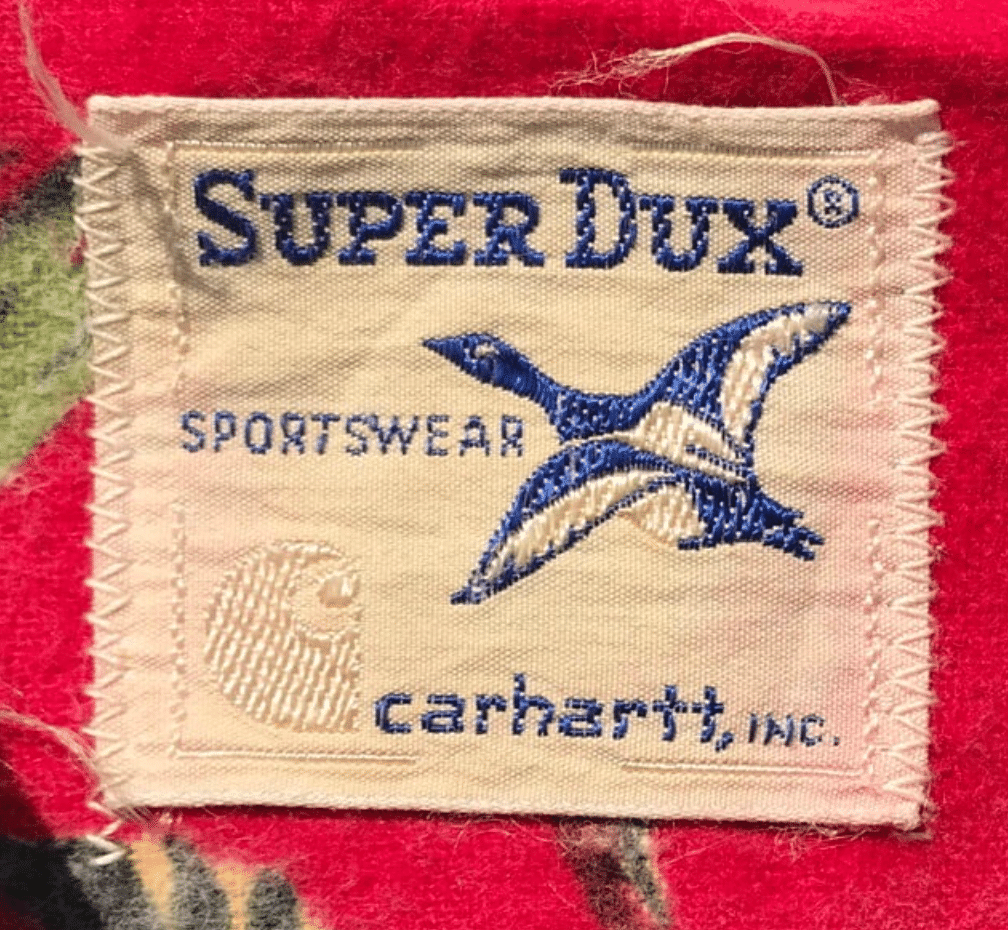 SUPER DUX®
SPORTSWEAR
carhartt, INC.